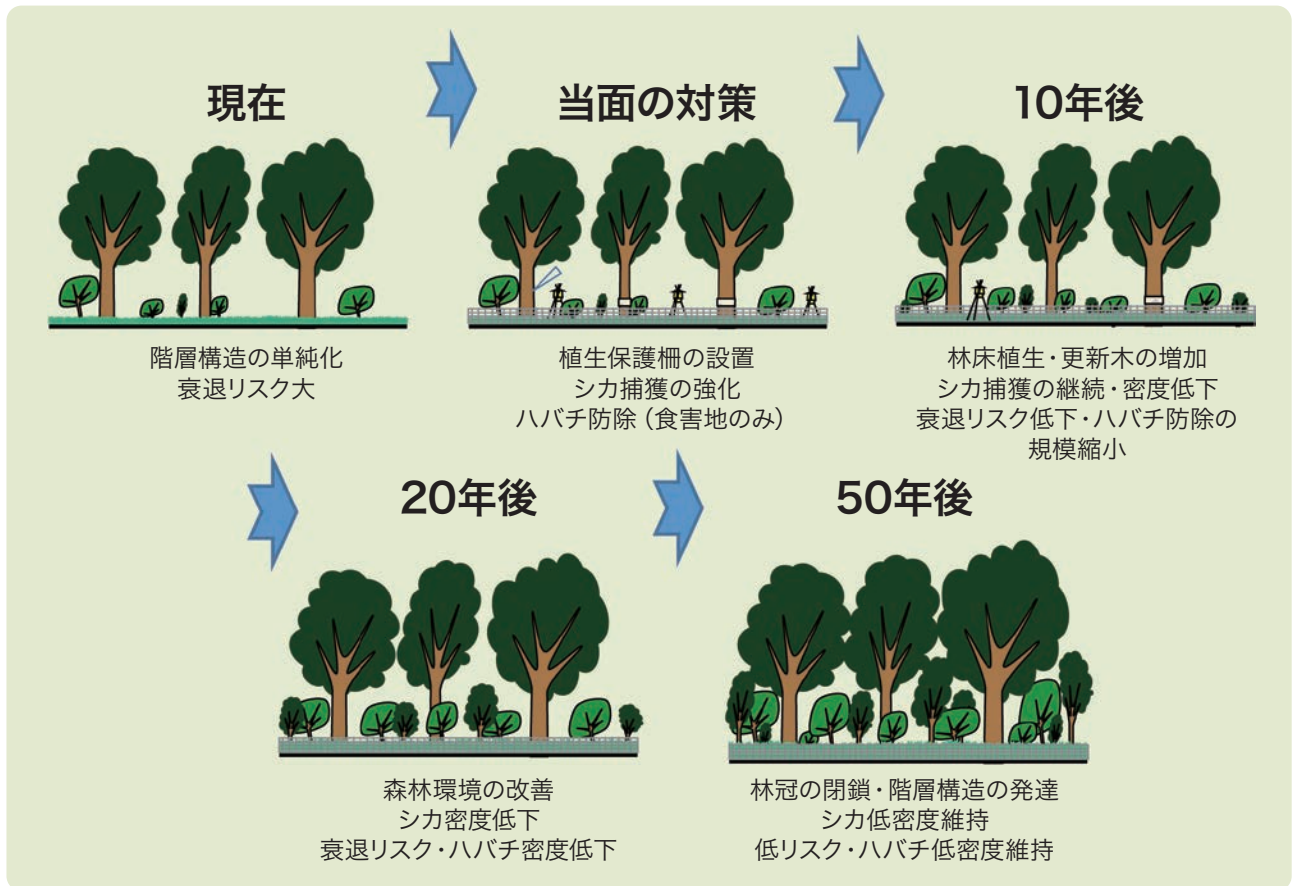 現在
階層構造の単純化
衰退リスク大
当面の対策
植生保護柵の設置
シカ捕獲の強化
ハバチ防除（食害地のみ）
10年後
林床植生・更新木の増加
シカ捕獲の継続・密度低下
衰退リスク低下・ハバチ防除の
規模縮小
20年後
森林環境の改善
シカ密度低下
衰退リスク・ハバチ密度低下
50年後
林冠の閉鎖・階層構造の発達
シカ低密度維持
低リスク・ハバチ低密度維持